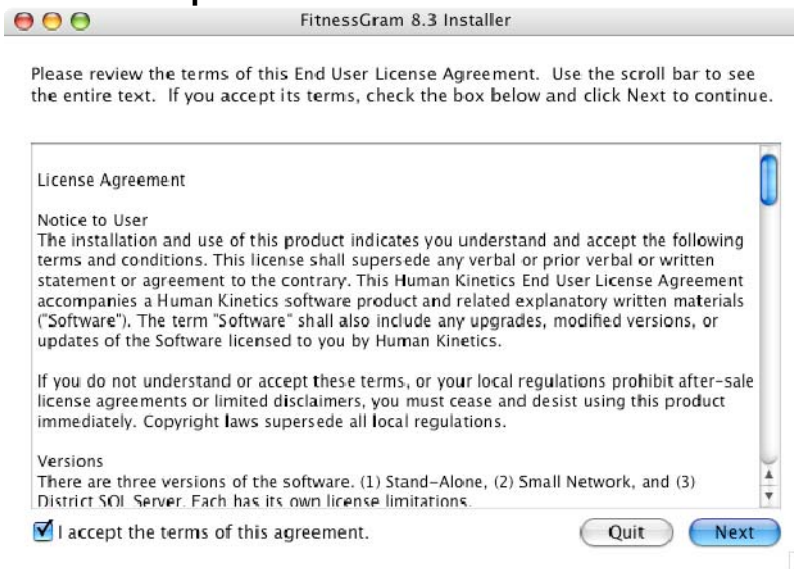 FitnessGram 8.3 Installer
Please review the terms of this End User License Agreement. Use the scroll bar to see
the entire text. If you accept its terms, check the box below and click Next to continue.
License Agreement
Notice to User
The installation and use of this product indicates you understand and accept the following
terms and conditions. This license shall supersede any verbal or prior verbal or written
statement or agreement to the contrary. This Human Kinetics End User License Agreement
accompanies a Human Kinetics software product and related explanatory written materials
("Software"). The term "Software" shall also include any upgrades, modified versions, or
updates of the Software licensed to you by Human Kinetics.
If you do not understand or accept these terms, or your local regulations prohibit after-sale
license agreements or limited disclaimers, you must cease and desist using this product
immediately. Copyright laws supersede all local regulations.
Versions
There are three versions of the software. (1) Stand-Alone, (2) Small Network, and (3)
District SQL Server. Each has its own license limitations.
I accept the terms of this agreement.
Quit
Next